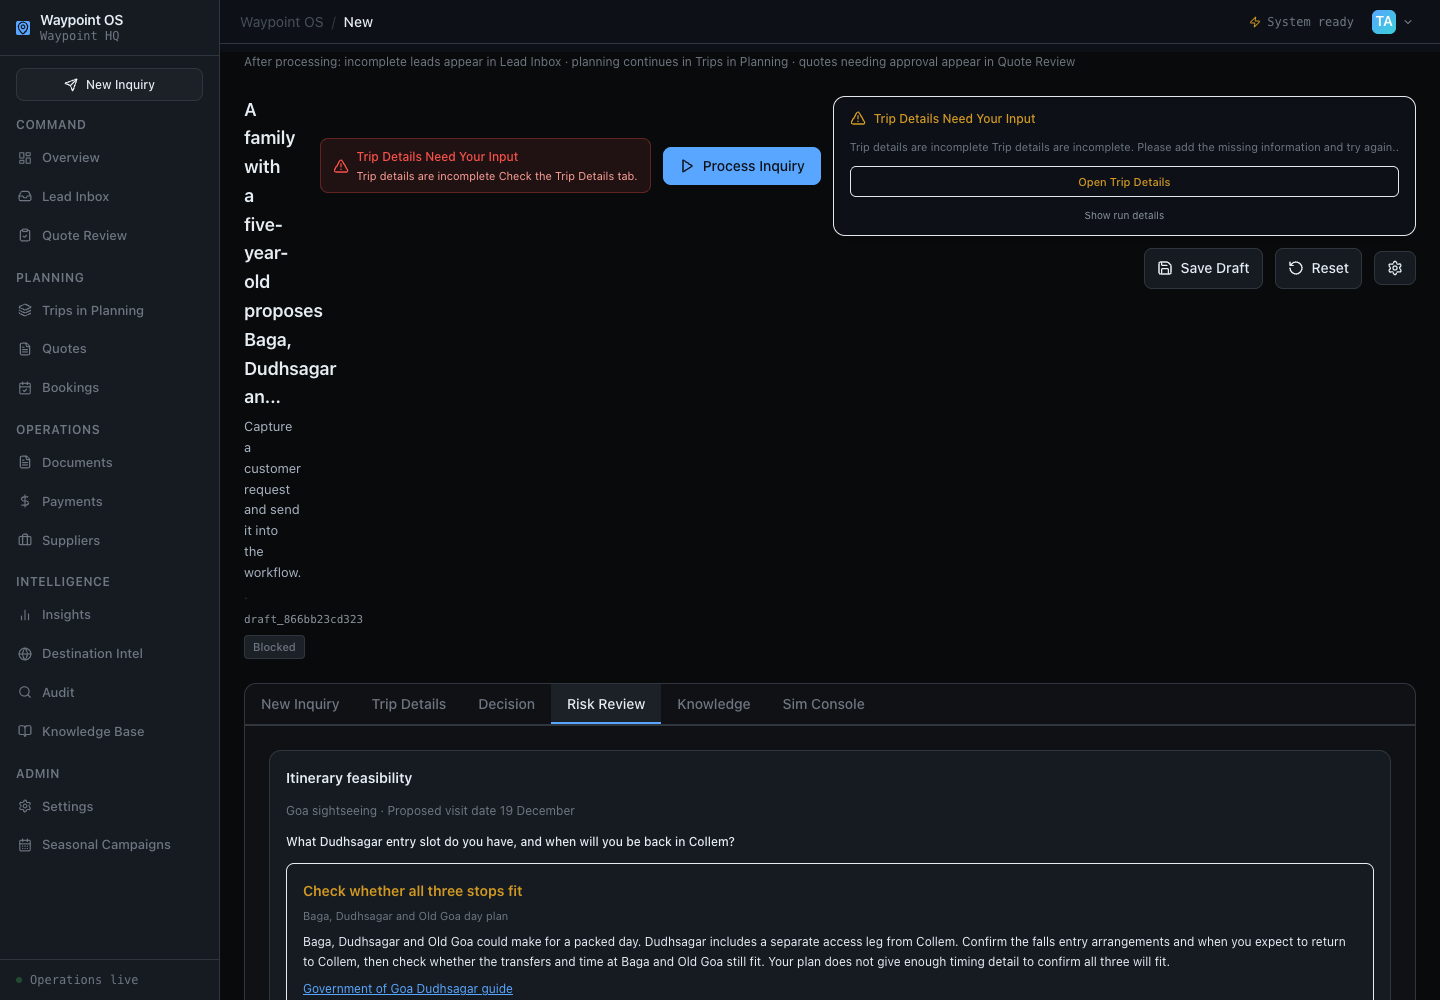 Waypoint OS
Waypoint HQ
New Inquiry
COMMAND
Overview
Lead Inbox
Quote Review
PLANNING
Trips in Planning
Quotes
Bookings
OPERATIONS
Documents
Payments
Suppliers
INTELLIGENCE
Insights
Destination Intel
Audit
Knowledge Base
ADMIN
Settings
Seasonal Campaigns
Operations live
Waypoint OS / New
System ready
TA
After processing: incomplete leads appear in Lead Inbox · planning continues in Trips in Planning · quotes needing approval appear in Quote Review
A
family
with
a
five-
year-
old
proposes
Baga,
Dudhsagar
an...
Capture
a
customer
request
and send
it into
the
workflow.
·
draft_866bb23cd323
Blocked
Trip Details Need Your Input
Trip details are incomplete Check the Trip Details tab.
Process Inquiry
Trip Details Need Your Input
Trip details are incomplete Trip details are incomplete. Please add the missing information and try again..
Open Trip Details
Show run details
Save Draft
Reset
New Inquiry
Trip Details
Decision
Risk Review
Knowledge
Sim Console
Itinerary feasibility
Goa sightseeing · Proposed visit date 19 December
What Dudhsagar entry slot do you have, and when will you be back in Collem?
Check whether all three stops fit
Baga, Dudhsagar and Old Goa day plan
Baga, Dudhsagar and Old Goa could make for a packed day. Dudhsagar includes a separate access leg from Collem. Confirm the falls entry arrangements and when you expect to return
to Collem, then check whether the transfers and time at Baga and Old Goa still fit. Your plan does not give enough timing detail to confirm all three will fit.
Government of Goa Dudhsagar guide